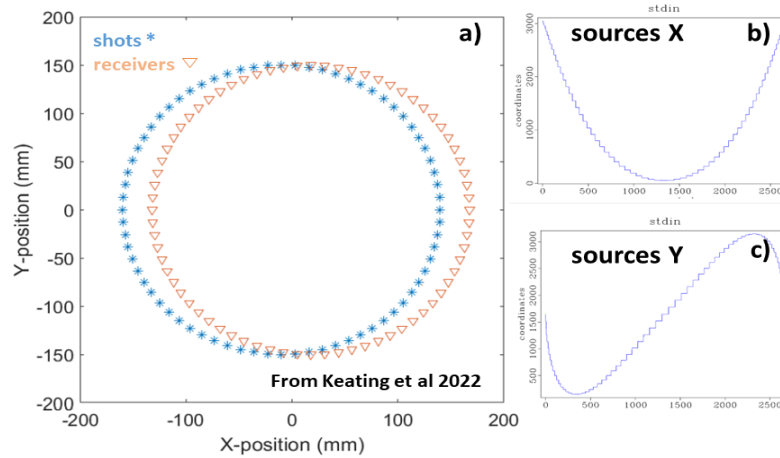 shots *
receivers ▽
a)
200
150
100
50
0
-50
-100
-150
-200
-200
-100
0
100
200
Y-position (mm)
X-position (mm)
From Keating et al 2022
stdin
sources X
b)
coordinates
3000
2000
1000
0
0
500
1000
1500
2000
2500
stdin
sources Y
c)
coordinates
3000
2500
2000
1500
1000
500
0
500
1000
1500
2000
2500